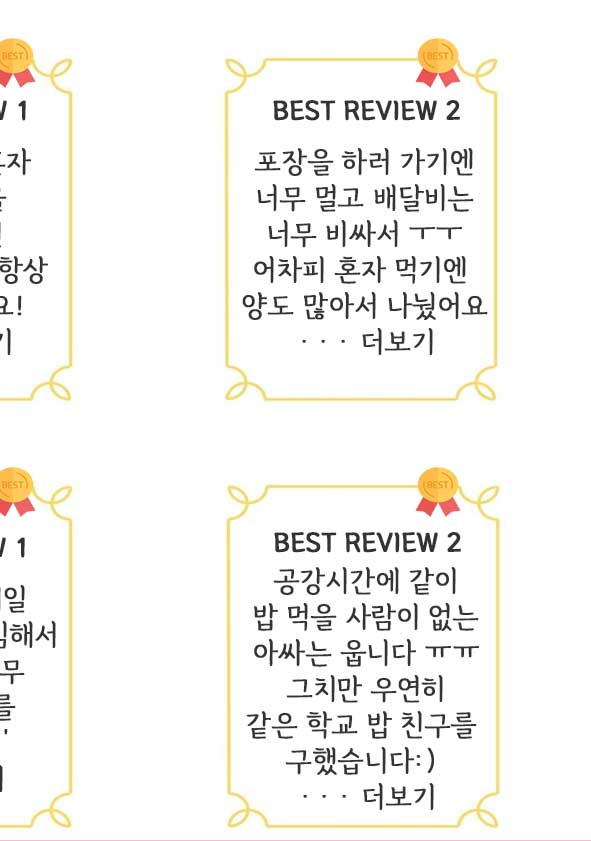 BEST
W 1
혼자
을
항상
요!
기
BEST
BEST REVIEW 2
포장을 하러 가기엔
너무 멀고 배달비는
너무 비싸서 ㅜㅜ
어차피 혼자 먹기엔
양도 많아서 나눴어요
· · · 더보기
BEST
W 1
일
해서
무
를
BEST
BEST REVIEW 2
공강시간에 같이
밥 먹을 사람이 없는
아싸는 웁니다 ㅠㅠ
그치만 우연히
같은 학교 밥 친구를
구했습니다:)
· · · 더보기